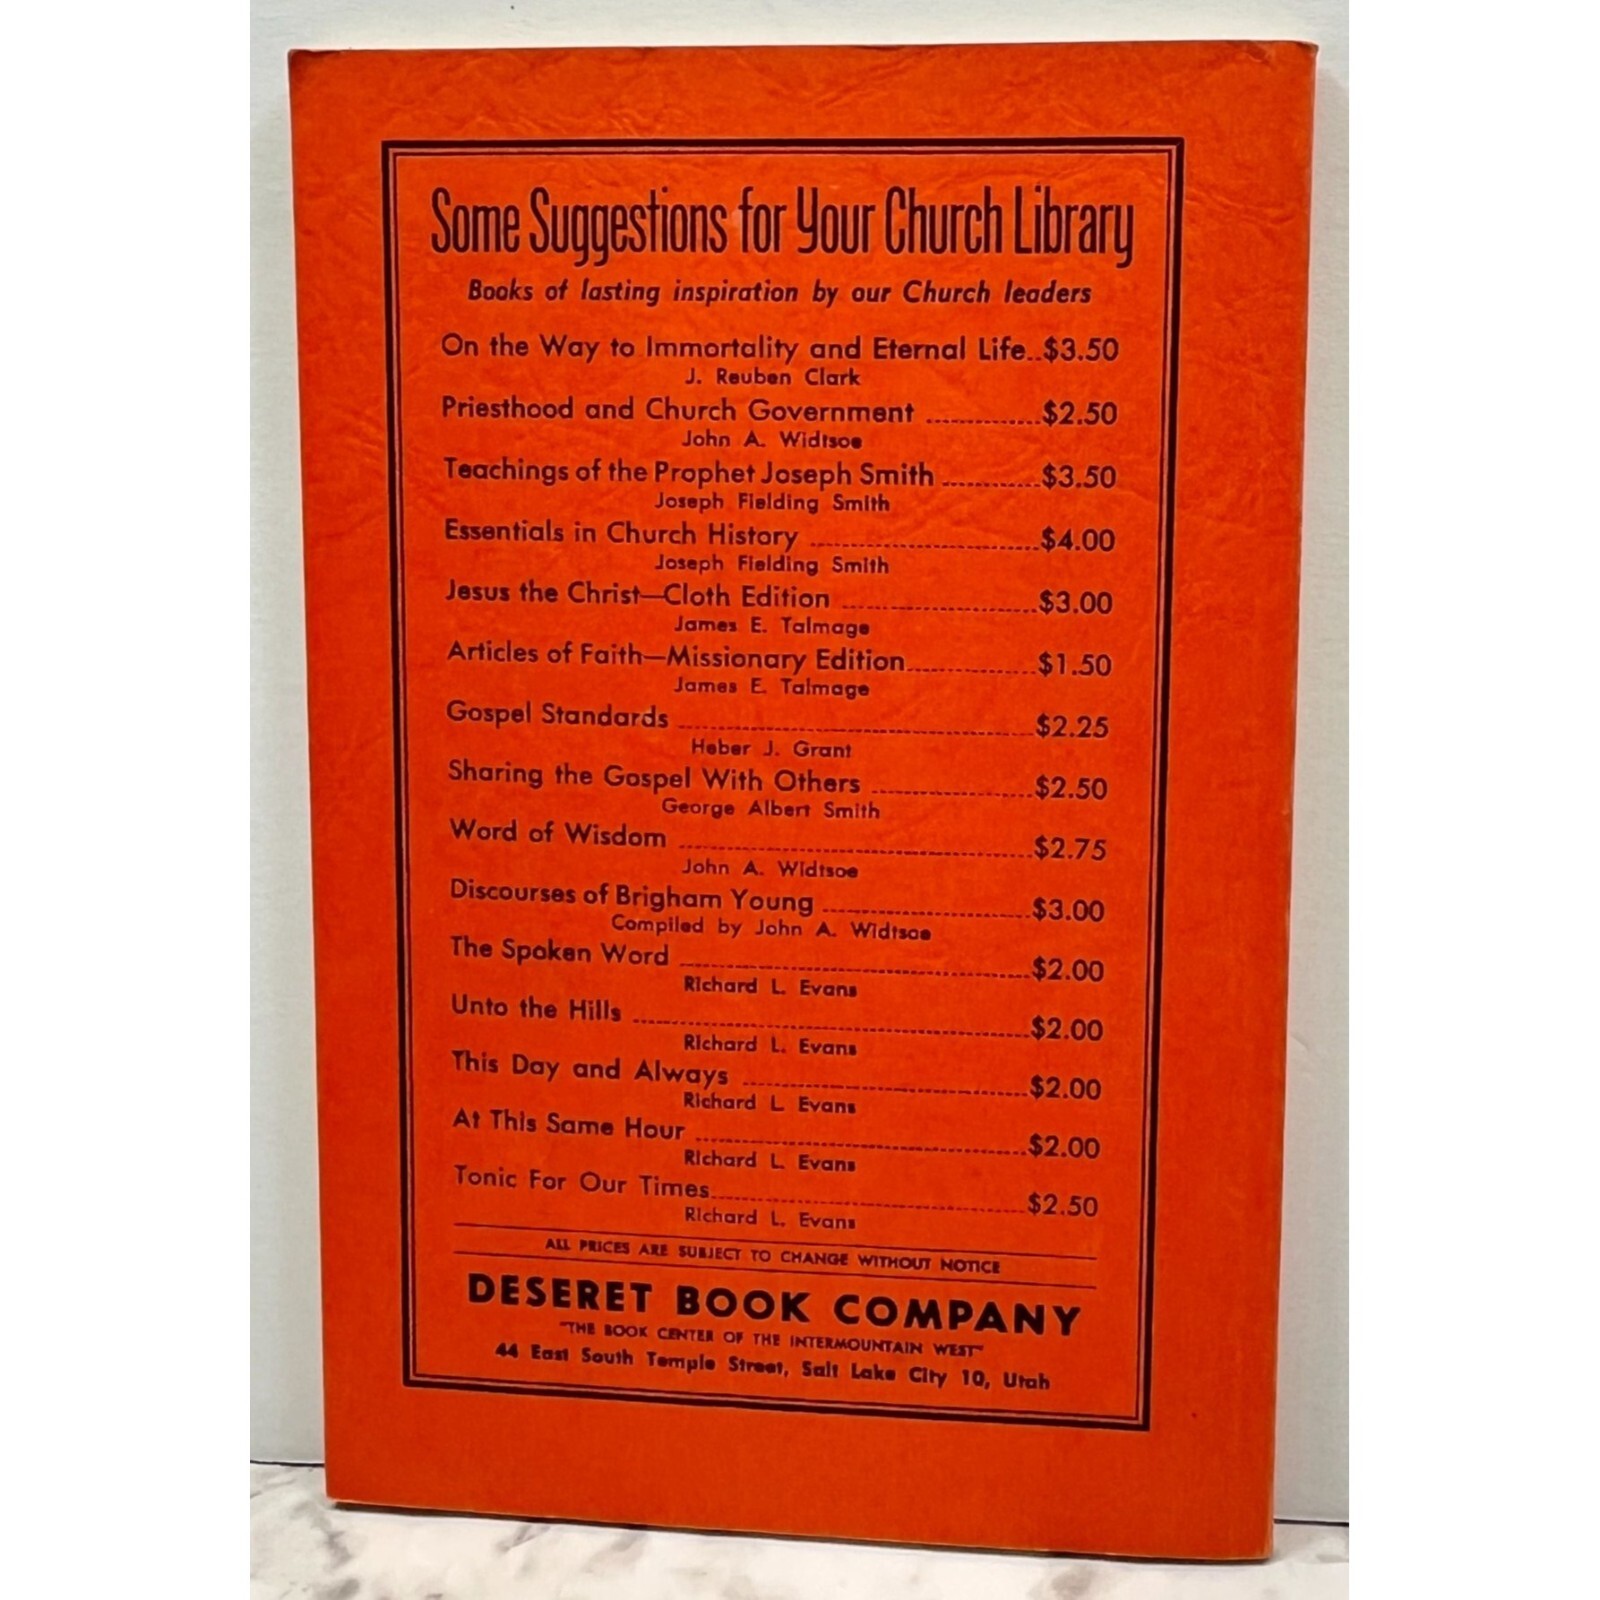 Some Suggestions for Your Church Library
Books of lasting inspiration by our Church leaders
On the Way to Immortality and Eternal Life..$3.50
J. Reuben Clark
Priesthood and Church Government ............$2.50
John A. Widtsoe
Teachings of the Prophet Joseph Smith ..........$3.50
Joseph Fielding Smith
Essentials in Church History ........................$4.00
Joseph Fielding Smith
Jesus the Christ—Cloth Edition ....................$3.00
James E. Talmage
Articles of Faith—Missionary Edition.............$1.50
James E. Talmage
Gospel Standards .....................................$2.25
Heber J. Grant
Sharing the Gospel With Others .................$2.50
George Albert Smith
Word of Wisdom .....................................$2.75
John A. Widtsoe
Discourses of Brigham Young ......................$3.00
Compiled by John A. Widtsoe
The Spoken Word ....................................$2.00
Richard L. Evans
Unto the Hills .........................................$2.00
Richard L. Evans
This Day and Always ..............................$2.00
Richard L. Evans
At This Same Hour ...................................$2.00
Richard L. Evans
Tonic For Our Times.................................$2.50
Richard L. Evans
ALL PRICES ARE SUBJECT TO CHANGE WITHOUT NOTICE
DESERET BOOK COMPANY
"THE BOOK CENTER OF THE INTERMOUNTAIN WEST"
44 East South Temple Street, Salt Lake City 10, Utah